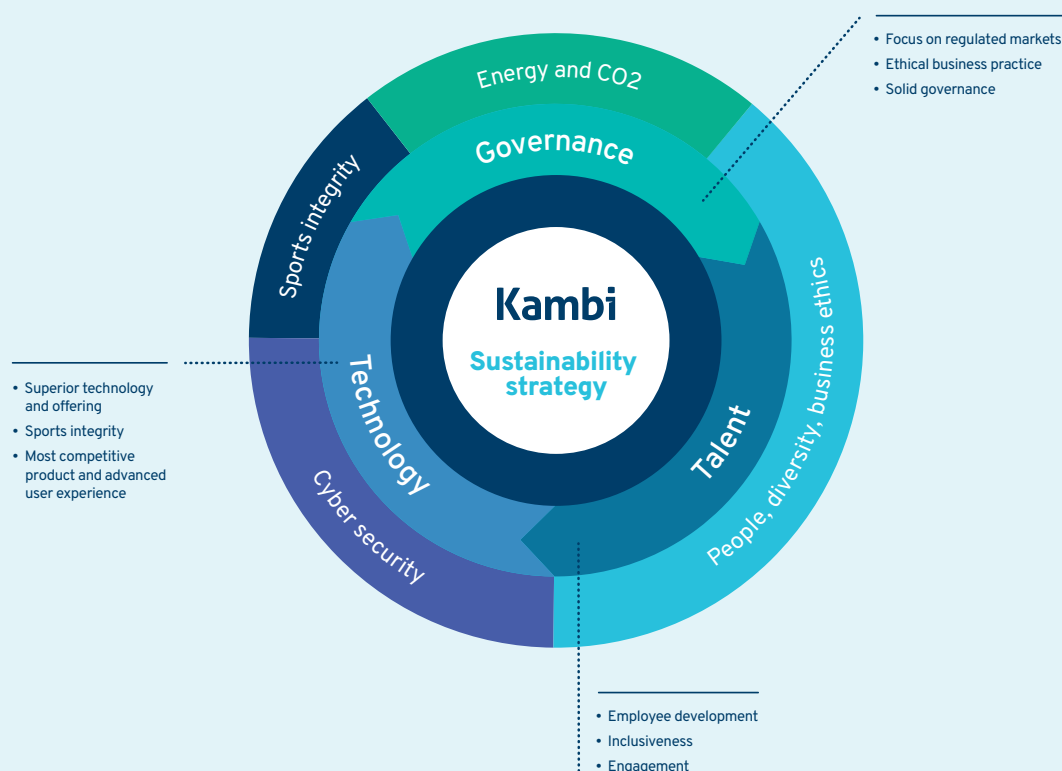 • Focus on regulated markets
• Ethical business practice
• Solid governance
Energy and CO2
Governance
Sports integrity
Kambi
Sustainability
strategy
People, diversity, business ethics
Technology
Talent
Cyber security
• Superior technology
and offering
• Sports integrity
• Most competitive
product and advanced
user experience
• Employee development
• Inclusiveness
• Engagement